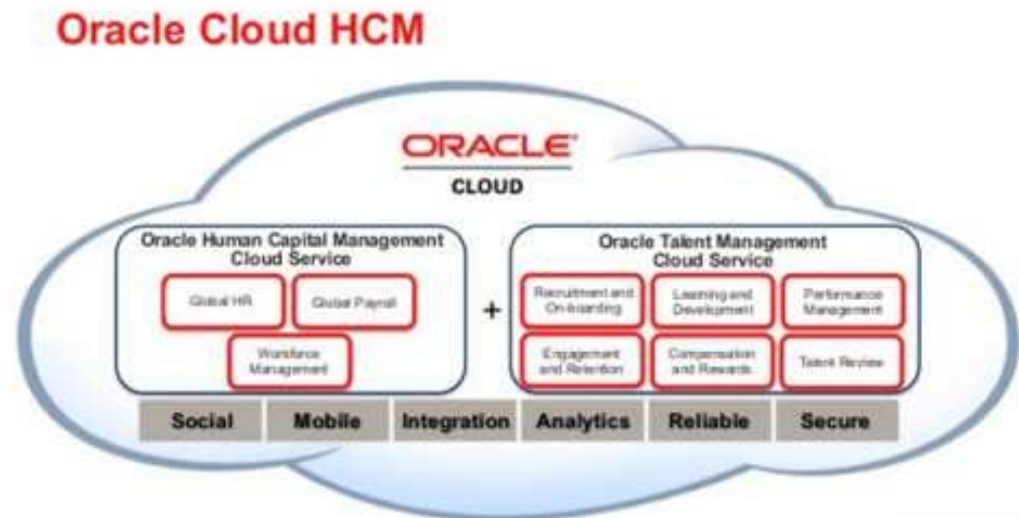 Oracle Cloud HCM
ORACLE
CLOUD
Oracle Human Capital Management
Cloud Service
Global HR
Global Payroll
Workforce
Management
+
Oracle Talent Management
Cloud Service
Recruitment and
On-boarding
Learning and
Development
Performance
Management
Engagement
and Retention
Compensation
and Rewards
Talent Review
Social
Mobile
Integration
Analytics
Reliable
Secure